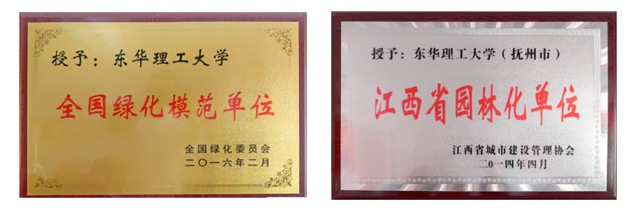 授予：东华理工大学
全国绿化模范单位
全国绿化委员会
二〇一六年二月
授予：东华理工大学（抚州市）
江西省园林化单位
江西省城市建设管理协会
二〇一四年四月